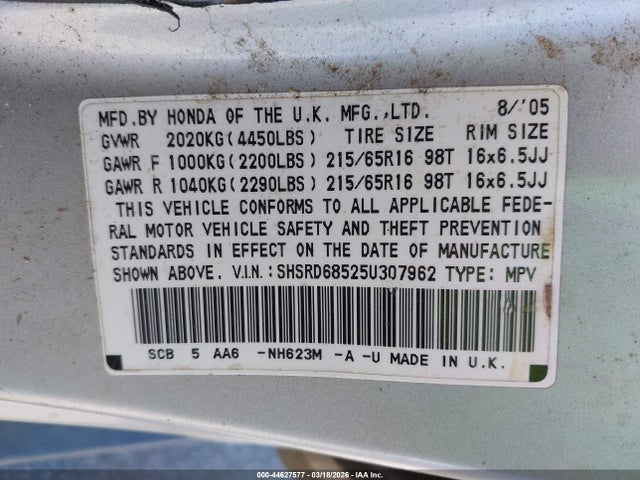 MFD.BY HONDA OF THE U.K. MFG.,LTD. 8/'05
GVWR 2020KG(4450LBS) TIRE SIZE RIM SIZE
GAWR F 1000KG(2200LBS) 215/65R16 98T 16x6.5JJ
GAWR R 1040KG(2290LBS) 215/65R16 98T 16x6.5JJ
THIS VEHICLE CONFORMS TO ALL APPLICABLE FEDE-
RAL MOTOR VEHICLE SAFETY AND THEFT PREVENTION
STANDARDS IN EFFECT ON THE DATE OF MANUFACTURE
SHOWN ABOVE. V.I.N.:SHSRD68525U307962 TYPE: MPV
SCB 5 AA6 -NH623M -A -U MADE IN U.K.
000-44627577 - 03/18/2026 - IAA Inc.